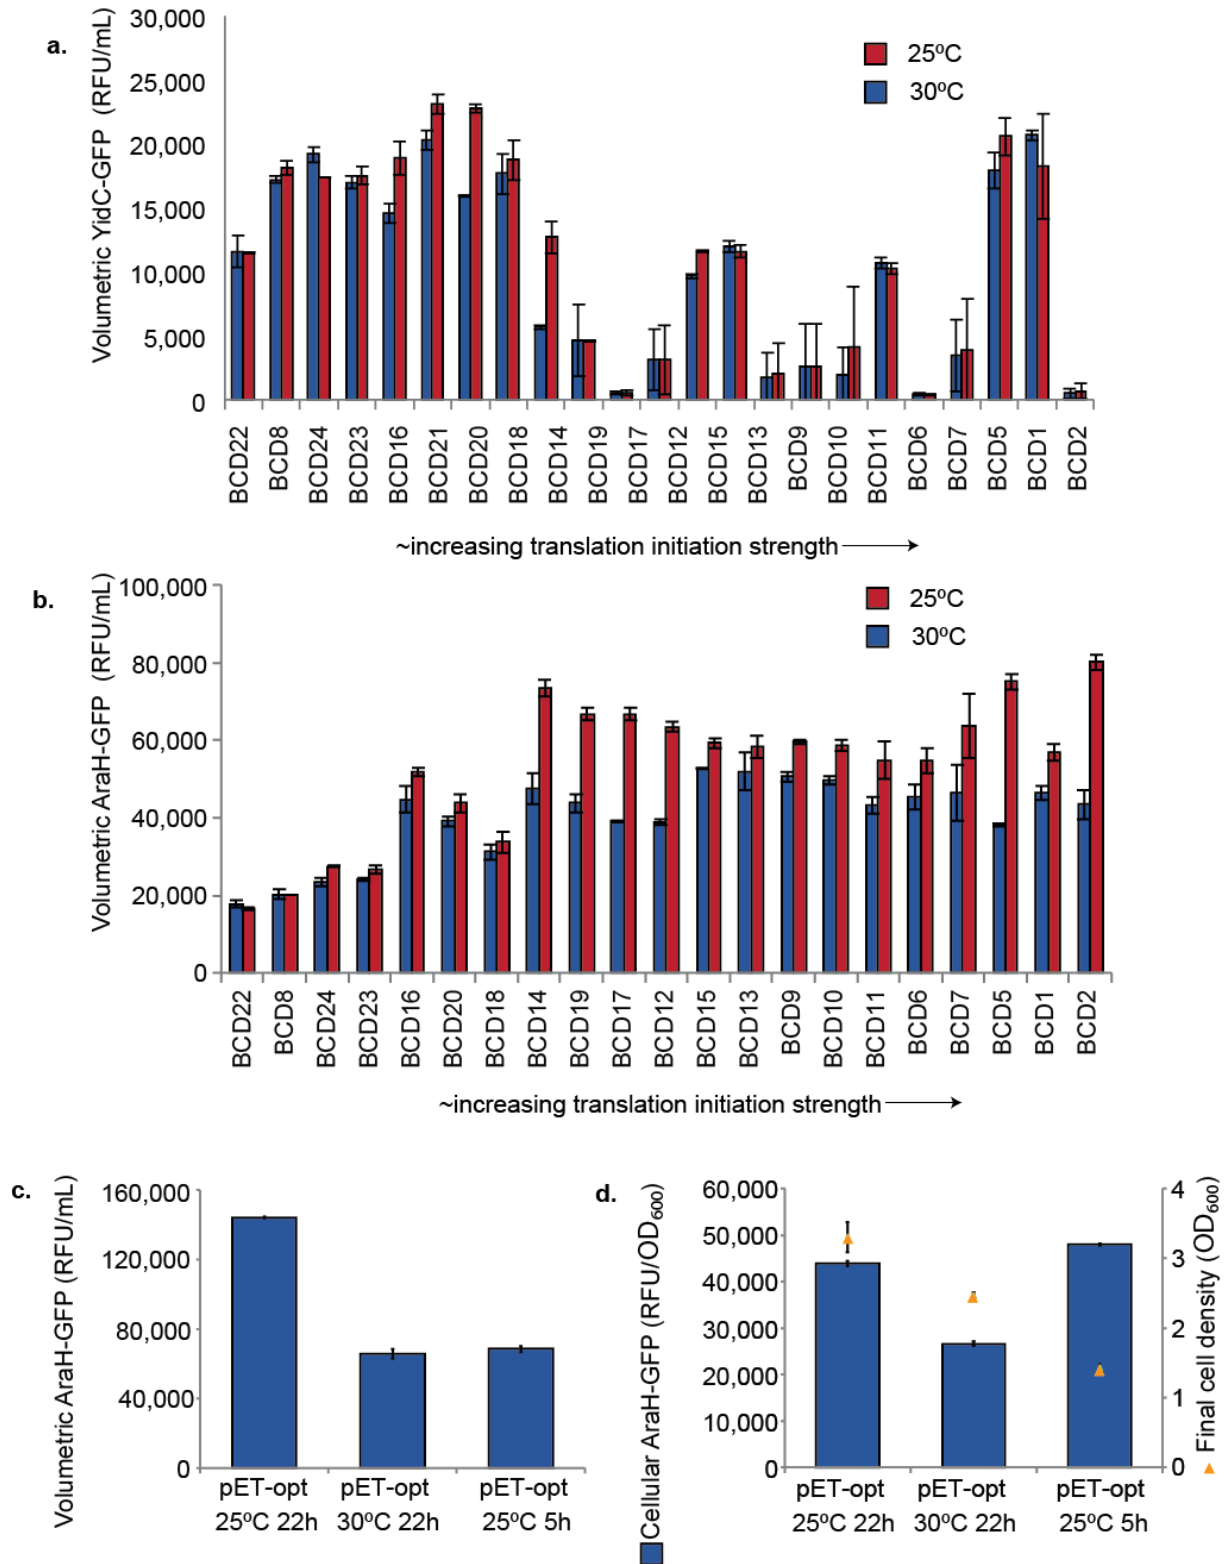 a.
Volumetric YidC-GFP (RFU/mL)
30,000
25,000
20,000
15,000
10,000
5,000
0
25ºC
30ºC
BCD22
BCD8
BCD24
BCD23
BCD16
BCD21
BCD20
BCD18
BCD14
BCD19
BCD17
BCD12
BCD15
BCD13
BCD9
BCD10
BCD11
BCD6
BCD7
BCD5
BCD1
BCD2
~increasing translation initiation strength
b.
Volumetric AraH-GFP (RFU/mL)
100,000
80,000
60,000
40,000
20,000
0
25ºC
30ºC
BCD22
BCD8
BCD24
BCD23
BCD16
BCD20
BCD18
BCD14
BCD19
BCD17
BCD12
BCD15
BCD13
BCD9
BCD10
BCD11
BCD6
BCD7
BCD5
BCD1
BCD2
~increasing translation initiation strength
c.
Volumetric AraH-GFP (RFU/mL)
160,000
120,000
80,000
40,000
0
pET-opt
25ºC 22h
pET-opt
30ºC 22h
pET-opt
25ºC 5h
d.
Cellular AraH-GFP (RFU/OD600)
60,000
50,000
40,000
30,000
20,000
10,000
0
4
3
2
1
0
Final cell density (OD600)
pET-opt
25ºC 22h
pET-opt
30ºC 22h
pET-opt
25ºC 5h